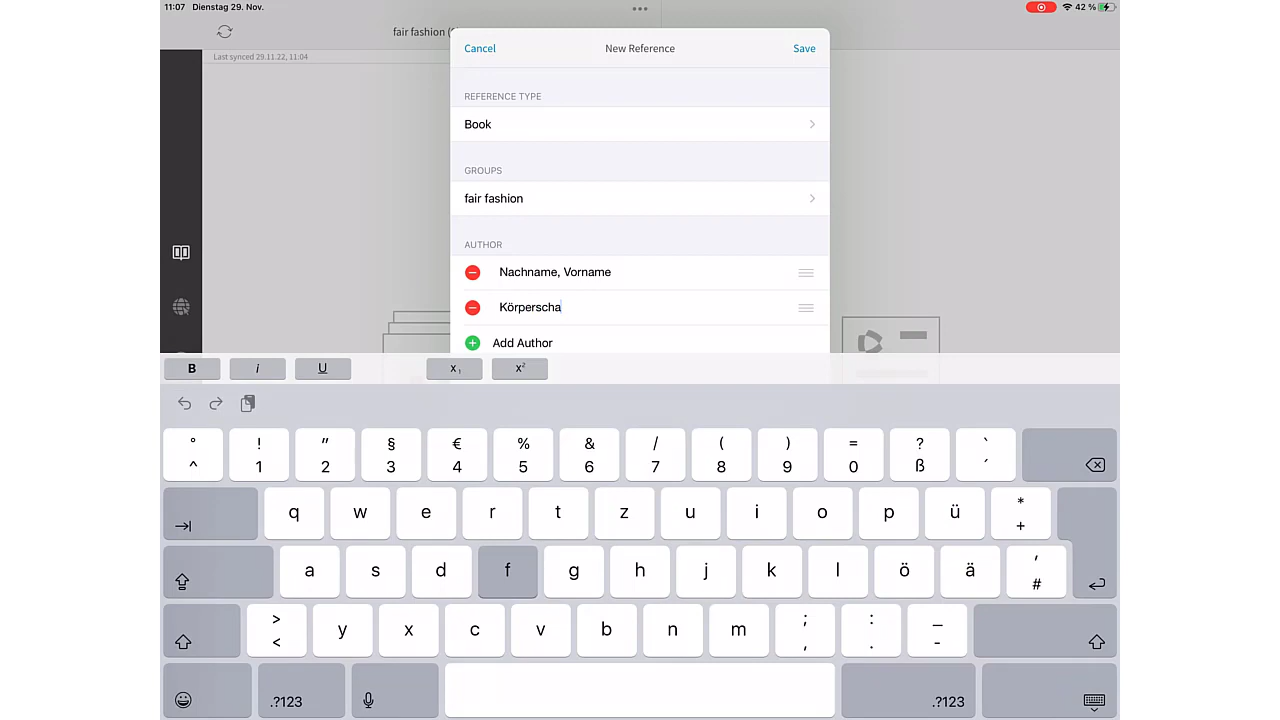 11:07 Dienstag 29. Nov.
42 %
fair fashion (
Last synced 29.11.22, 11:04
Cancel
New Reference
Save
REFERENCE TYPE
Book
GROUPS
fair fashion
AUTHOR
Nachname, Vorname
Körperscha
Add Author
B i U x₁ x²
° ! " § € % & / ( ) = ? `
^ 1 2 3 4 5 6 7 8 9 0 ß ´
q w e r t z u i o p ü * +
a s d f g h j k l ö ä ' #
> < y x c v b n m ; , : . _ -
.?123
.?123